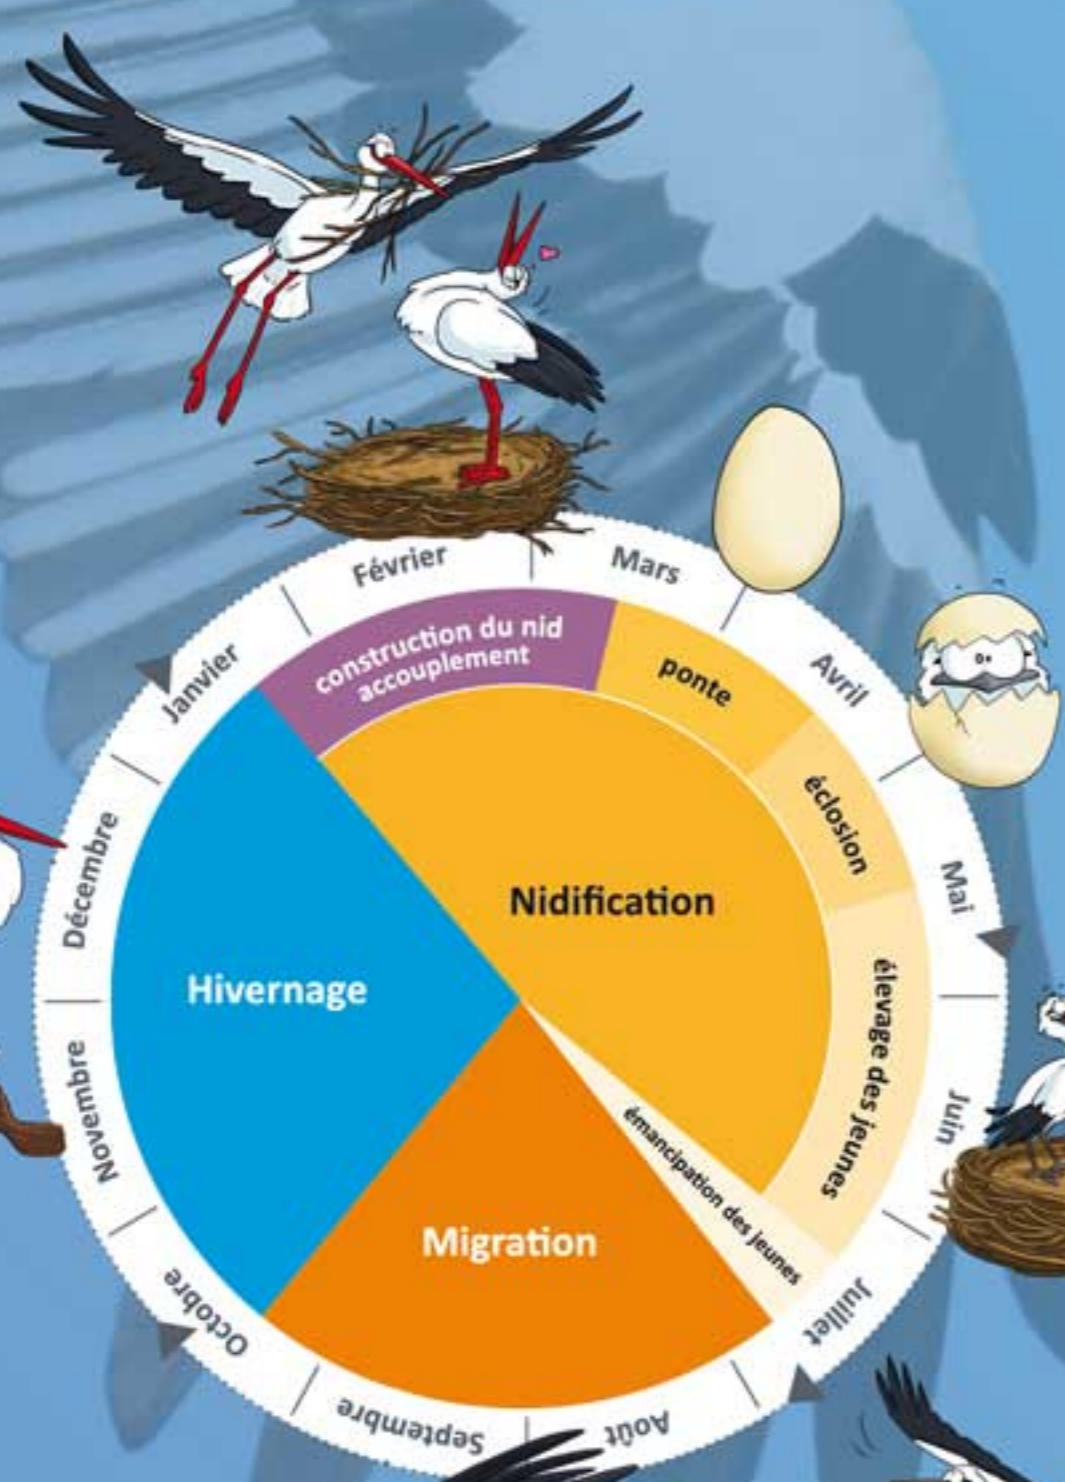 Janvier
Février
Mars
Avril
Mai
Juin
Juillet
Août
Septembre
Octobre
Novembre
Décembre
construction du nid
accouplement
ponte
éclosion
élevage des jeunes
émancipation des jeunes
Nidification
Migration
Hivernage